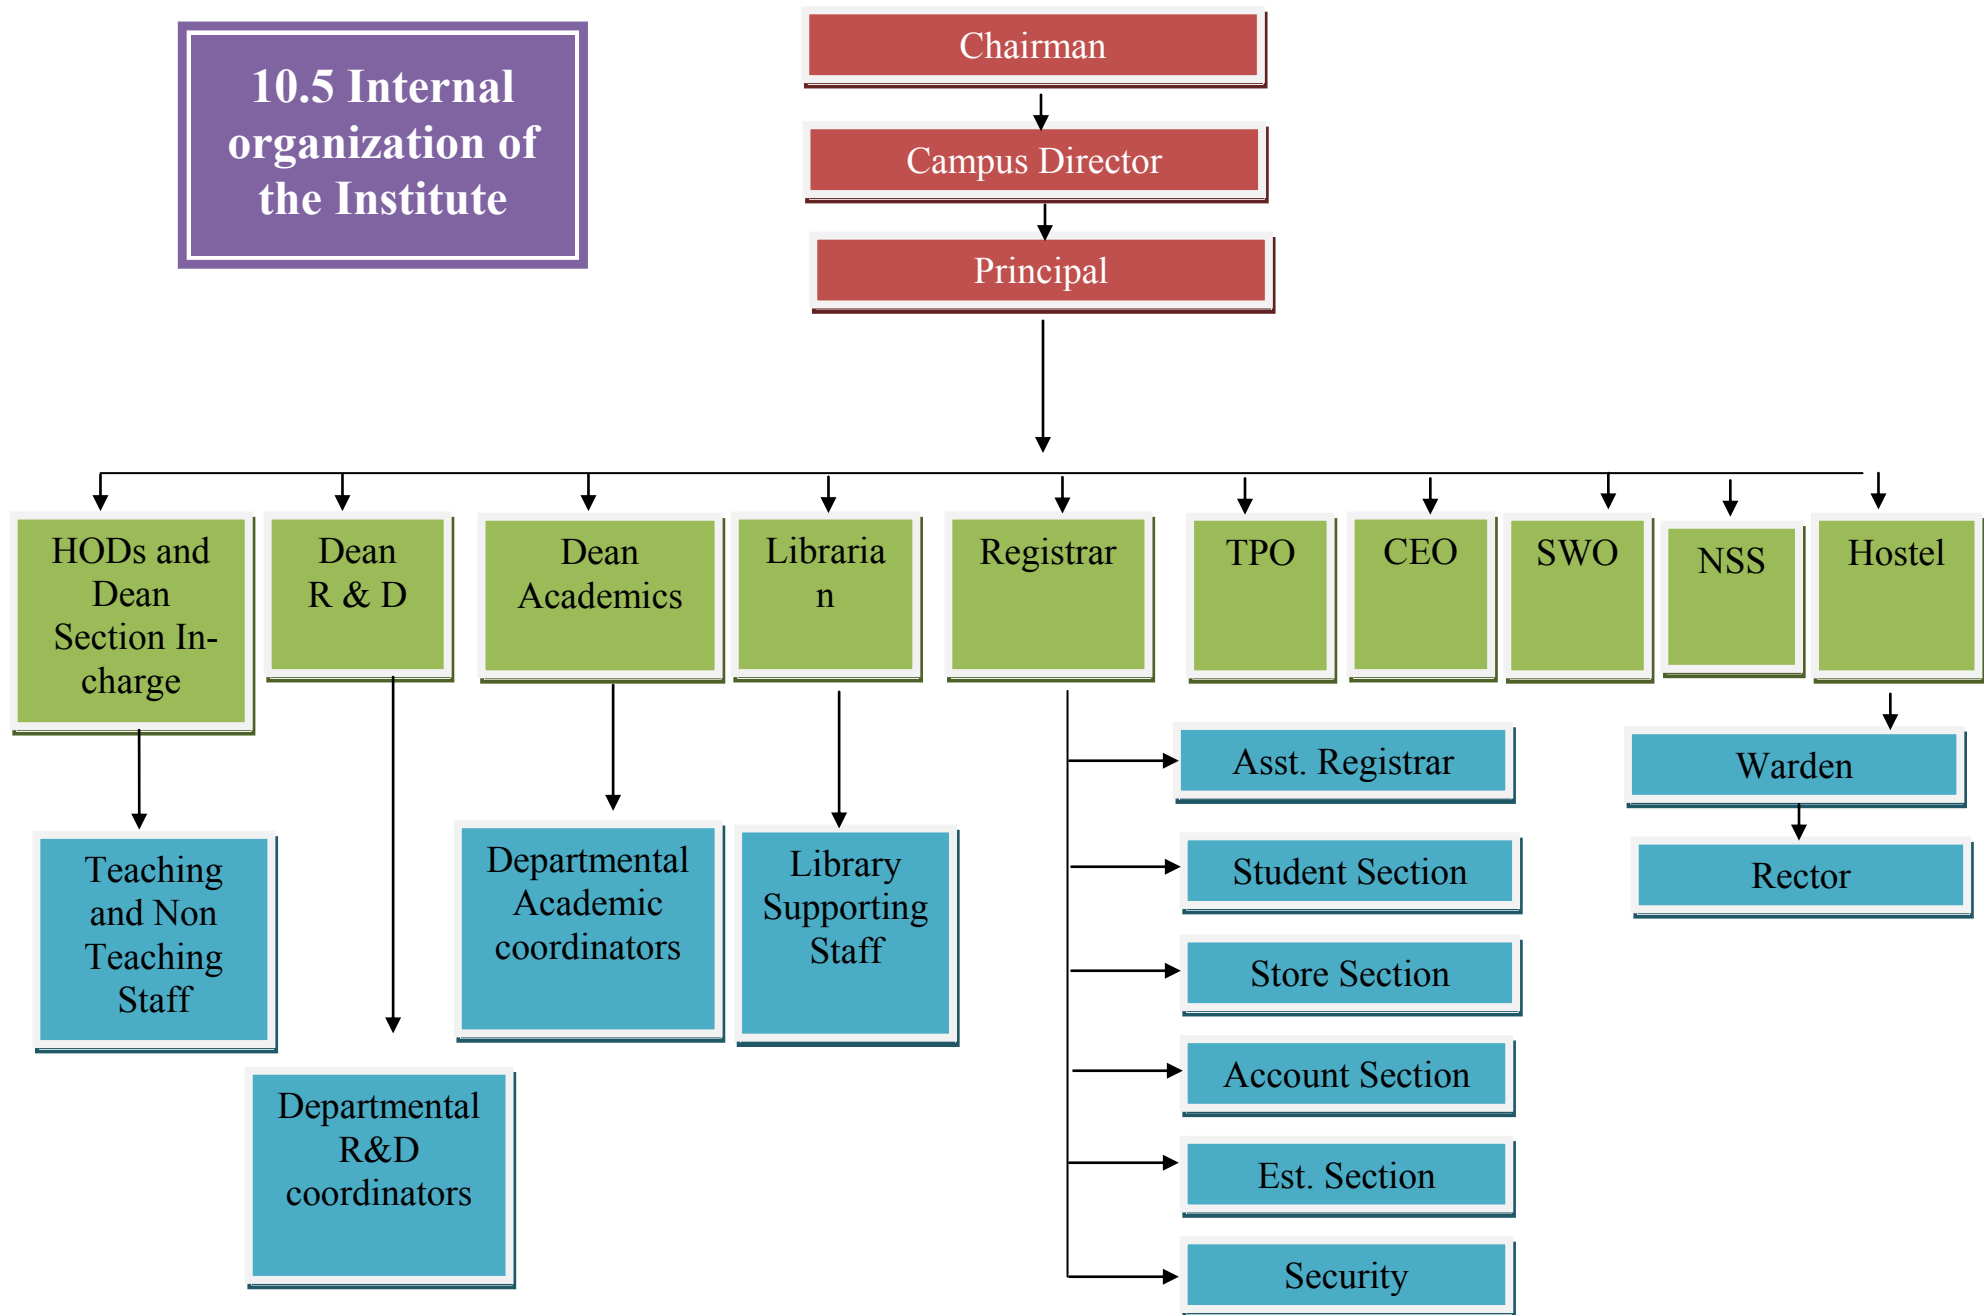 10.5 Internal
organization of
the Institute
Chairman
Campus Director
Principal
HODs and
Dean
Section In-
charge
Dean
R & D
Dean
Academics
Libraria
n
Registrar
TPO
CEO
SWO
NSS
Hostel
Teaching
and Non
Teaching
Staff
Departmental
R&D
coordinators
Departmental
Academic
coordinators
Library
Supporting
Staff
Asst. Registrar
Student Section
Store Section
Account Section
Est. Section
Security
Warden
Rector